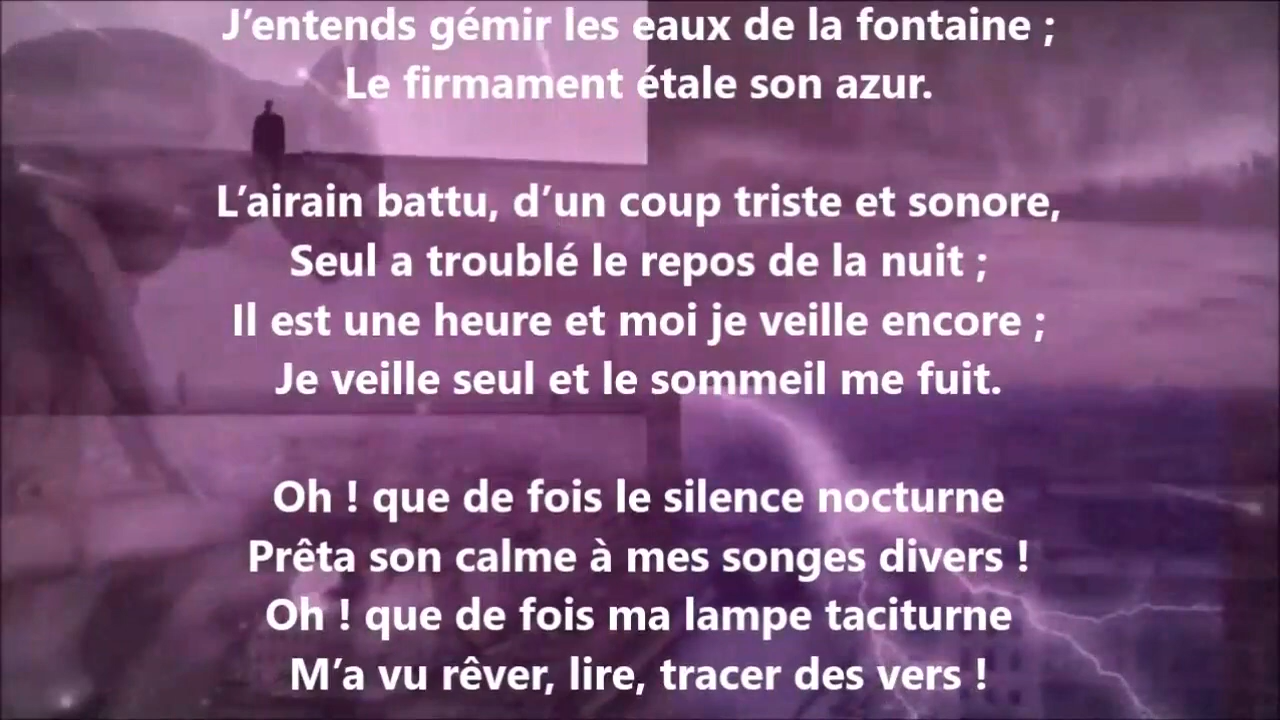 J’entends gémir les eaux de la fontaine ;
Le firmament étale son azur.
L’airain battu, d’un coup triste et sonore,
Seul a troublé le repos de la nuit ;
Il est une heure et moi je veille encore ;
Je veille seul et le sommeil me fuit.
Oh ! que de fois le silence nocturne
Prêta son calme à mes songes divers !
Oh ! que de fois ma lampe taciturne
M’a vu rêver, lire, tracer des vers !